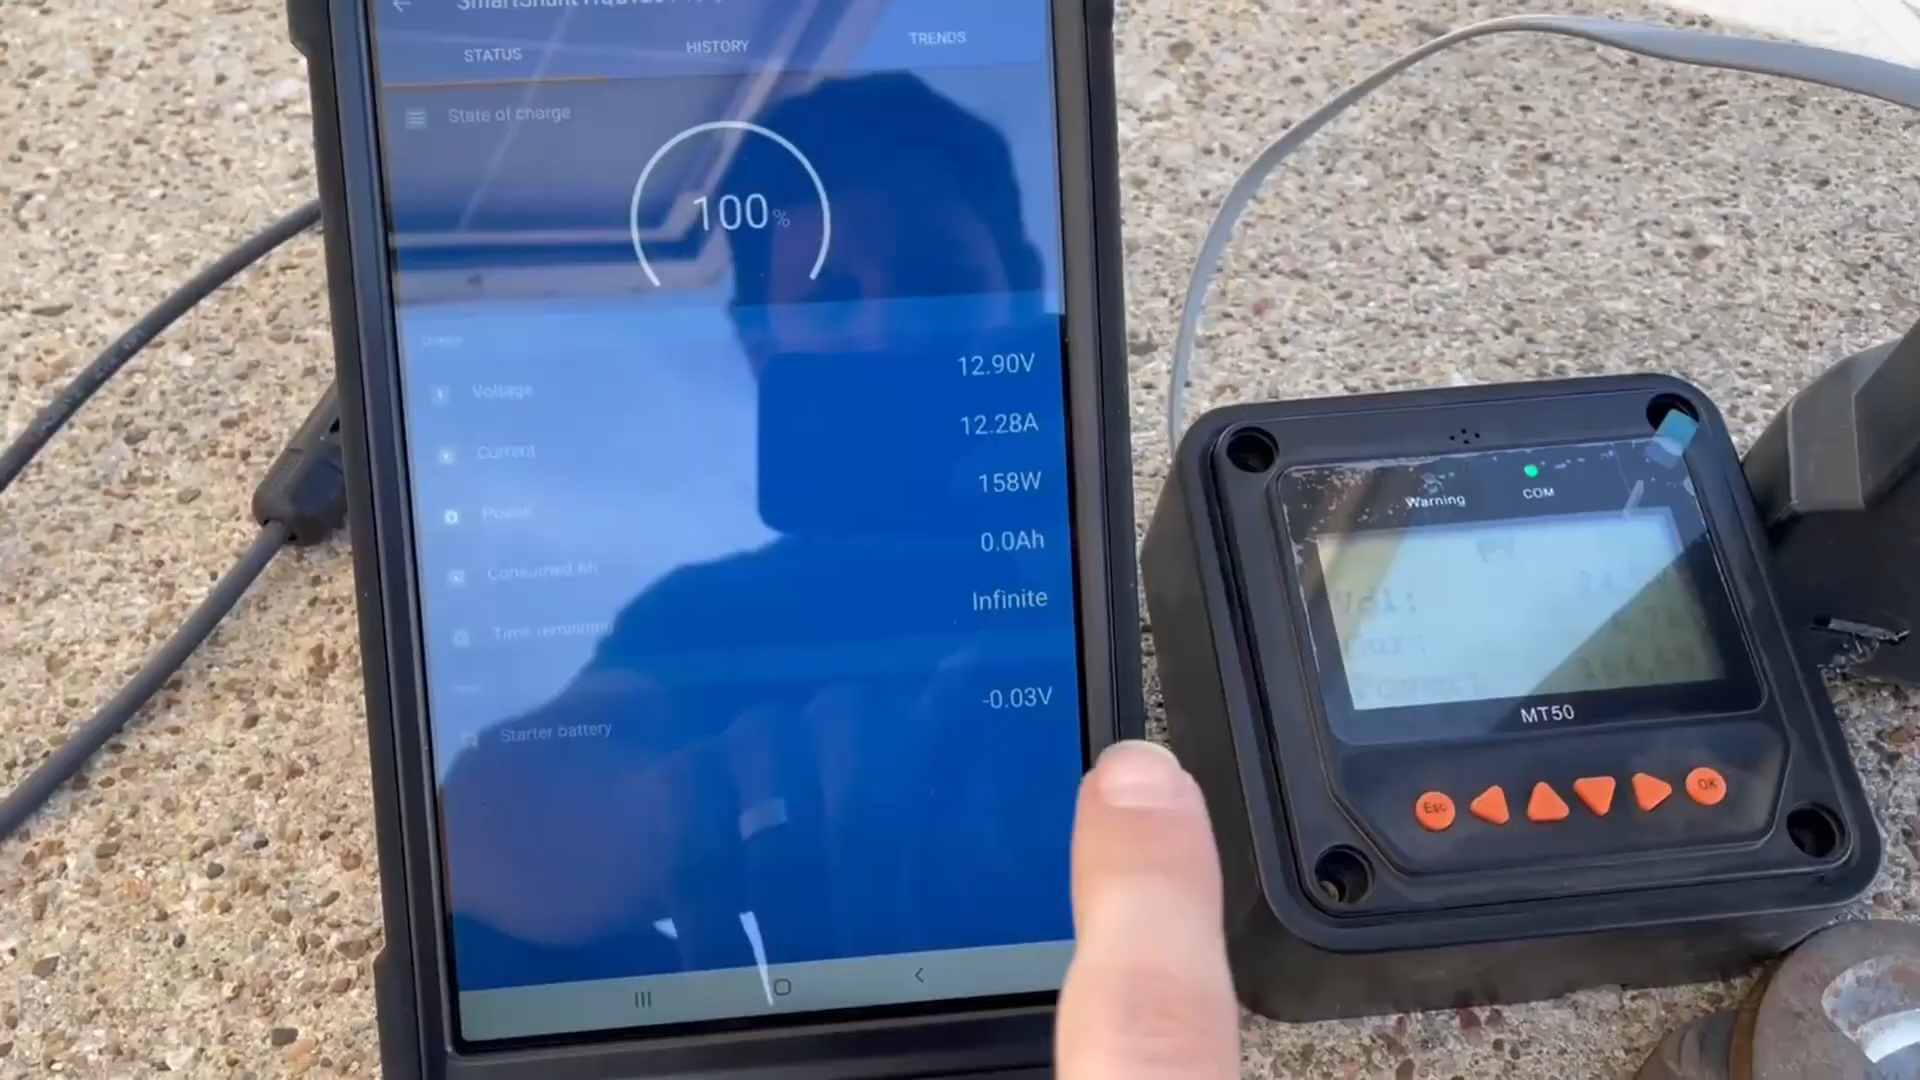 STATUS HISTORY TRENDS
State of charge
100%
Voltage 12.90V
Current 12.28A
Power 158W
Consumed Ah 0.0Ah
Time remaining Infinite
Starter battery -0.03V
Warning COM
MT50
Esc OK